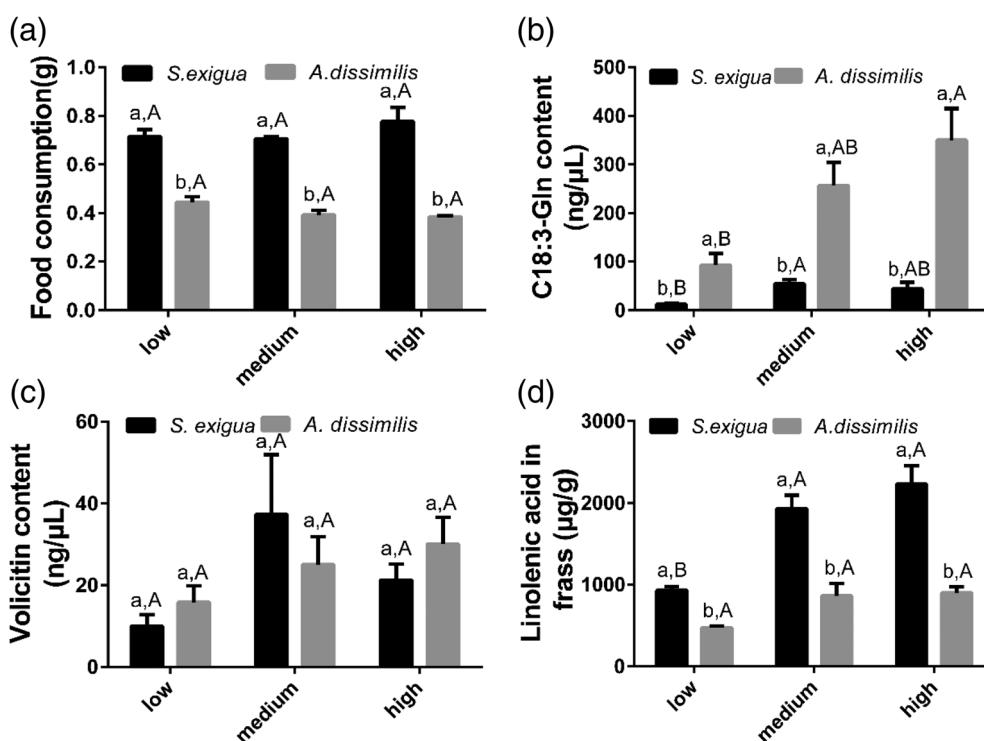 (a)
S.exigua A.dissimilis
Food consumption(g)
1.0
0.8
0.6
0.4
0.2
0.0
a,A b,A a,A b,A a,A b,A
low medium high
(b)
S.exigua A.dissimilis
C18:3-Gln content
(ng/µL)
500
400
300
200
100
0
b,B a,B b,A a,AB b,AB a,A
low medium high
(c)
S. exigua A. dissimilis
Volicitin content
(ng/µL)
60
40
20
0
a,A a,A a,A a,A a,A a,A
low medium high
(d)
S.exigua A.dissimilis
Linolenic acid in
frass (µg/g)
3000
2000
1000
0
a,B b,A a,A b,A a,A b,A
low medium high